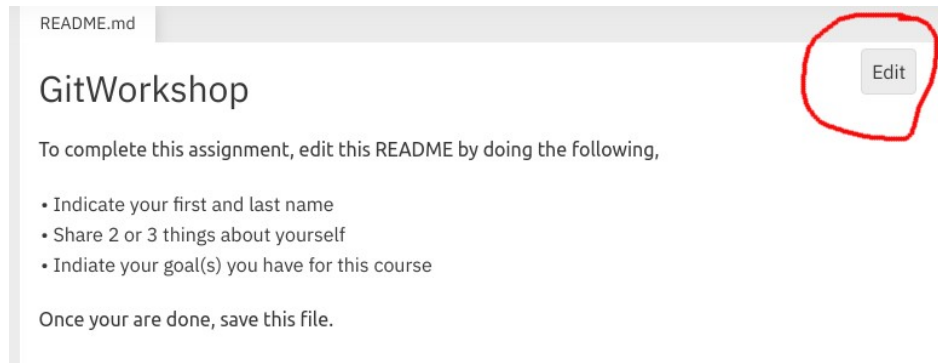 README.md
Edit
GitWorkshop
To complete this assignment, edit this README by doing the following,
• Indicate your first and last name
• Share 2 or 3 things about yourself
• Indiate your goal(s) you have for this course
Once your are done, save this file.